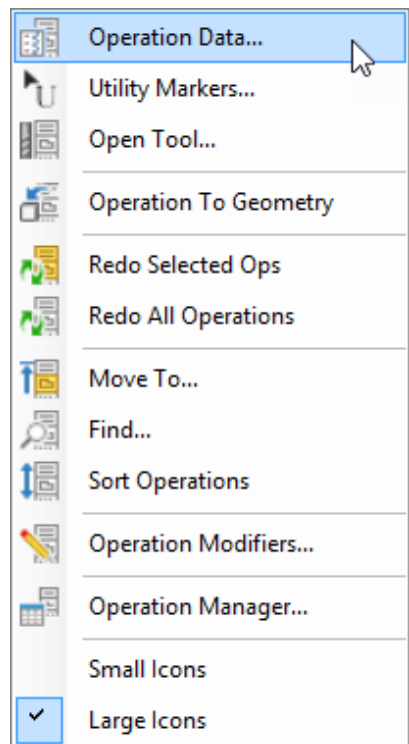 Operation Data...
Utility Markers...
Open Tool...
Operation To Geometry
Redo Selected Ops
Redo All Operations
Move To...
Find...
Sort Operations
Operation Modifiers...
Operation Manager...
Small Icons
Large Icons